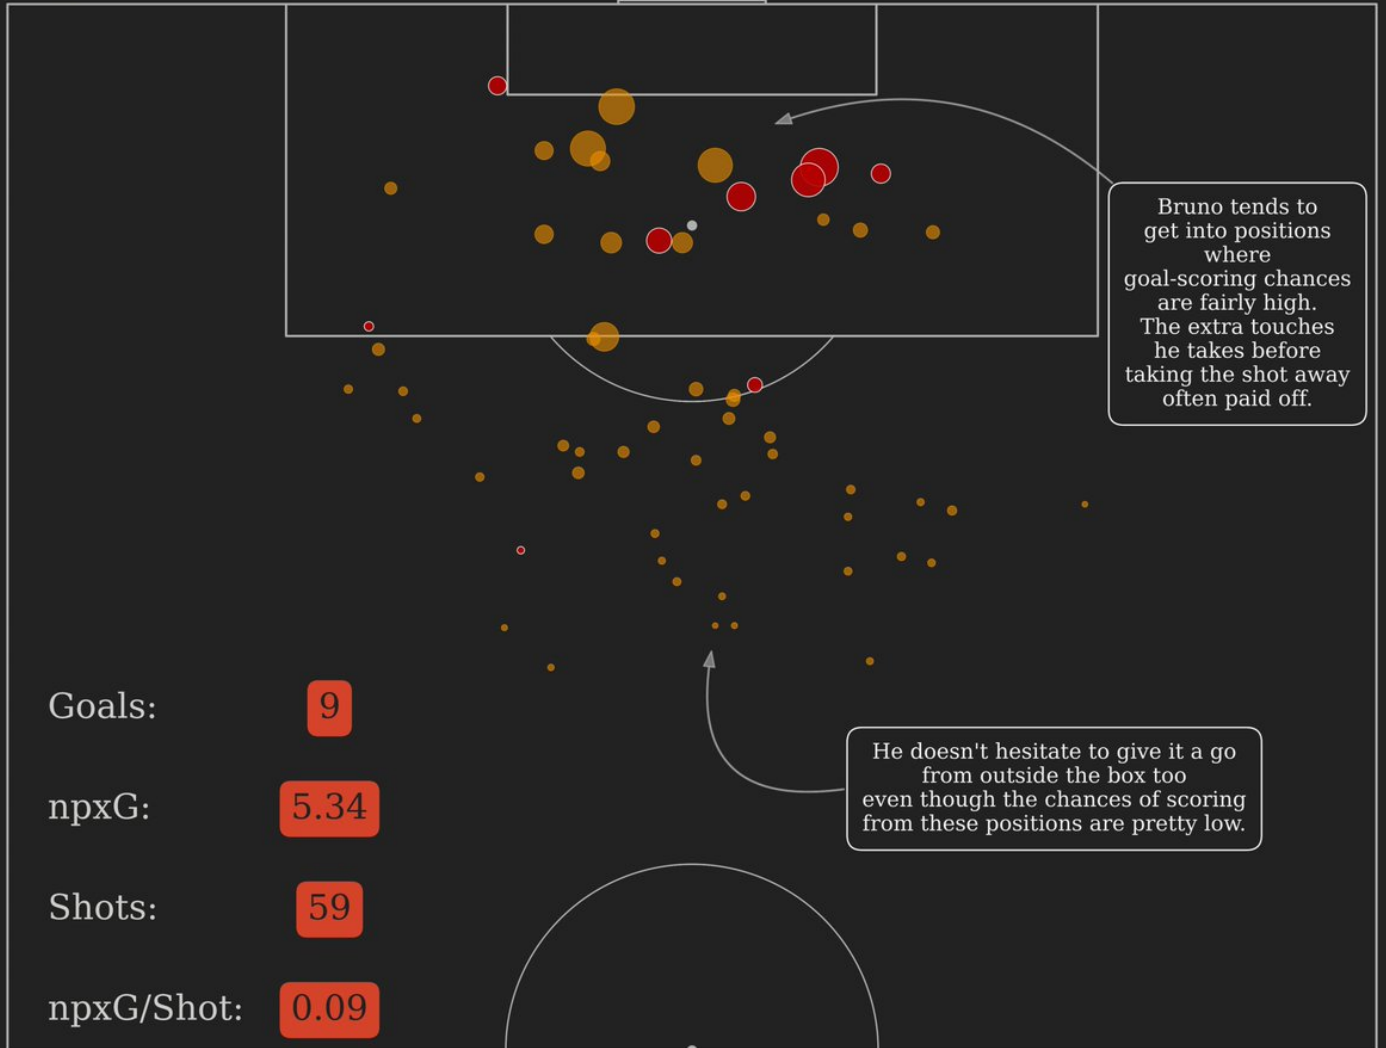 Bruno tends to
get into positions
where
goal-scoring chances
are fairly high.
The extra touches
he takes before
taking the shot away
often paid off.
Goals: 9
He doesn't hesitate to give it a go
from outside the box too
even though the chances of scoring
from these positions are pretty low.
npxG: 5.34
Shots: 59
npxG/Shot: 0.09